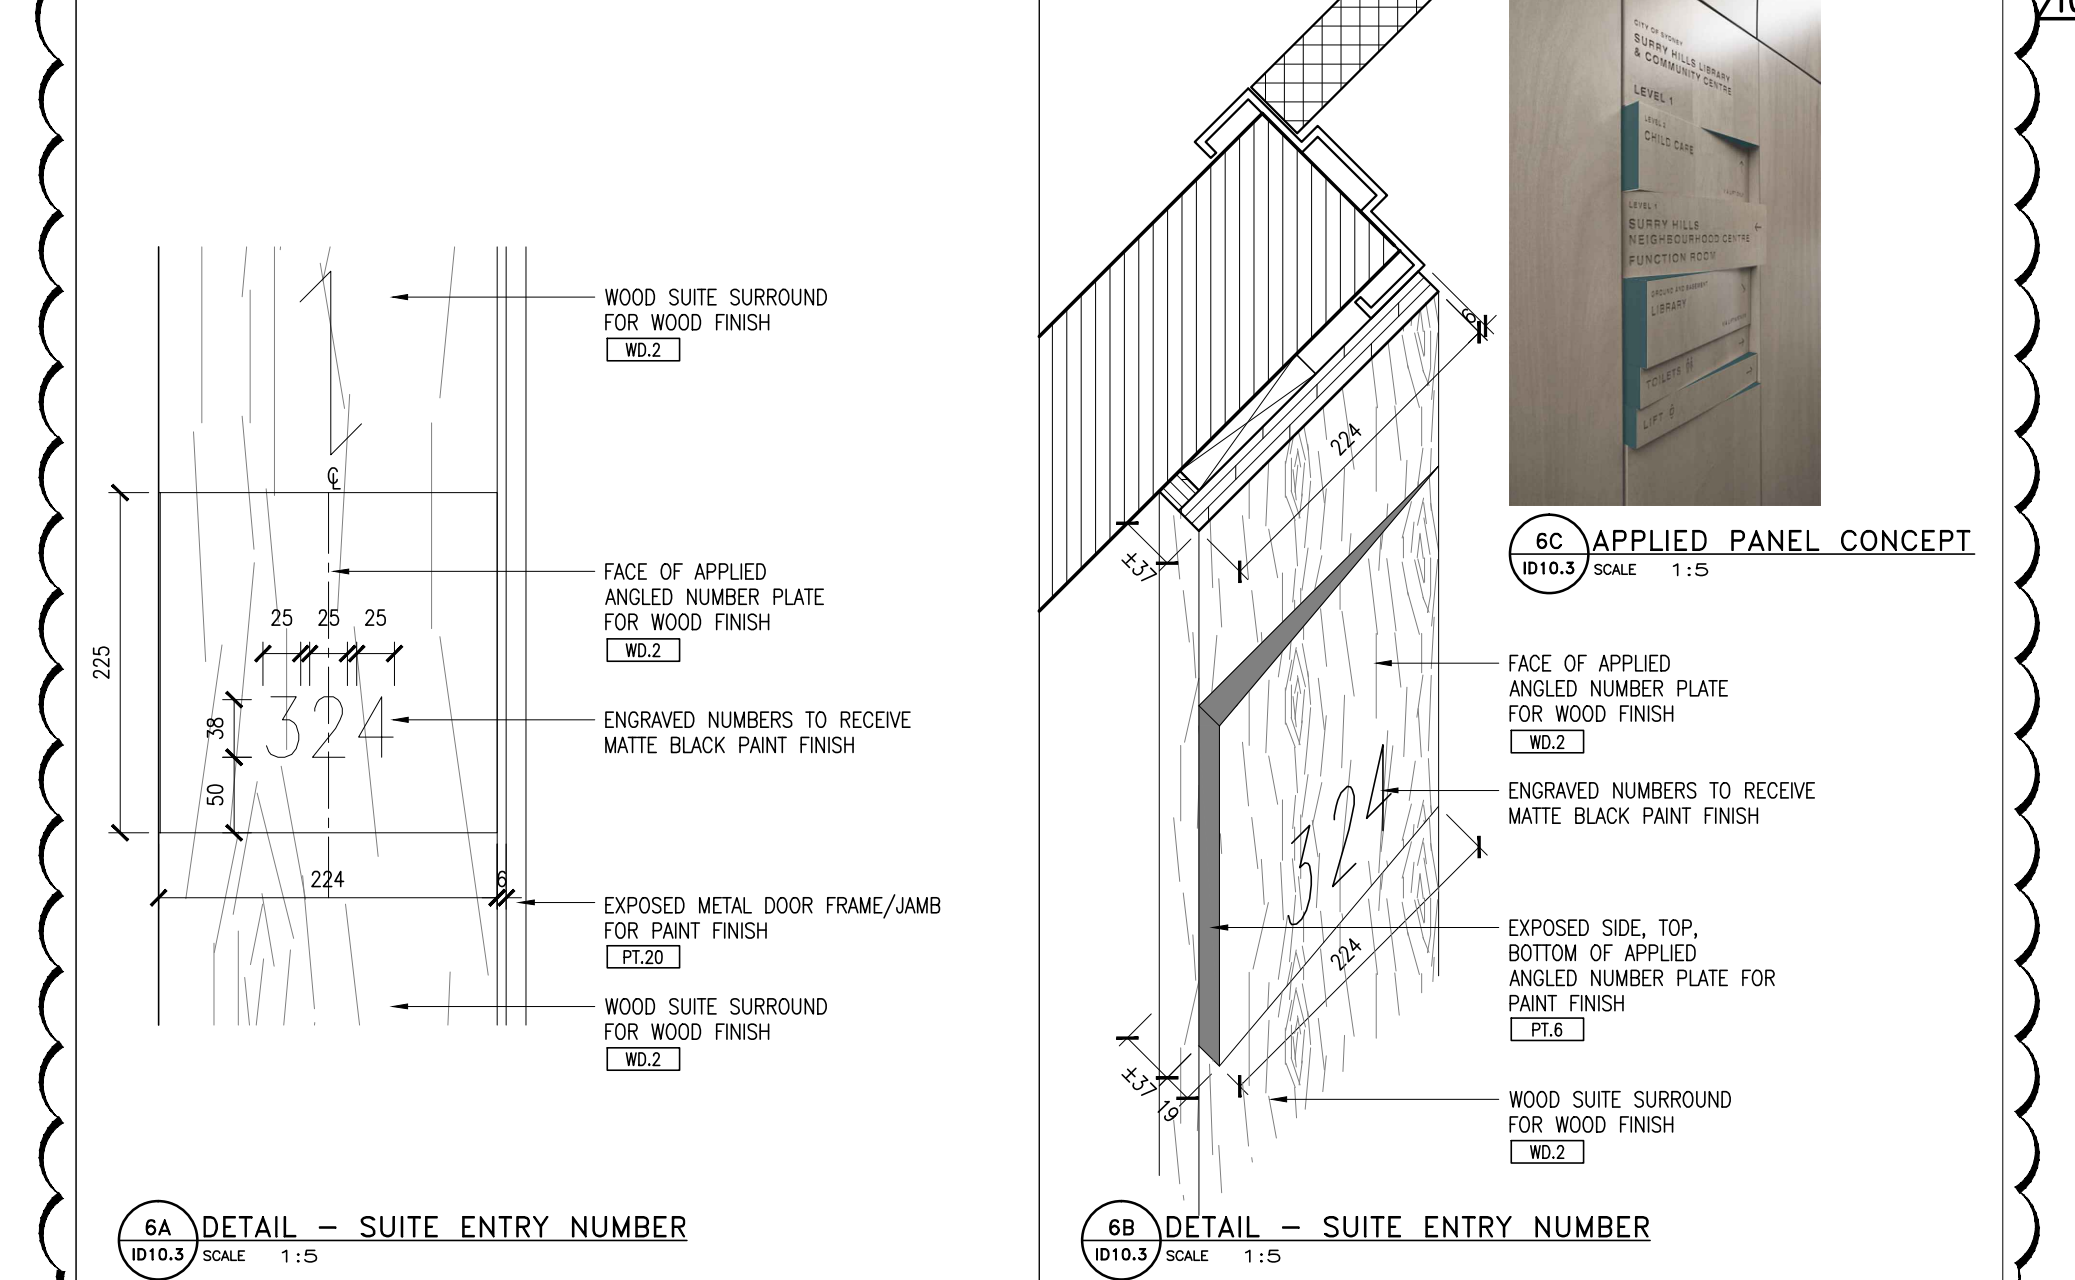 WOOD SUITE SURROUND
FOR WOOD FINISH
WD.2
℄
225
FACE OF APPLIED
ANGLED NUMBER PLATE
FOR WOOD FINISH
WD.2
25 25 25
38
324
50
ENGRAVED NUMBERS TO RECEIVE
MATTE BLACK PAINT FINISH
224
6
EXPOSED METAL DOOR FRAME/JAMB
FOR PAINT FINISH
PT.20
WOOD SUITE SURROUND
FOR WOOD FINISH
WD.2
6A
ID10.3
DETAIL – SUITE ENTRY NUMBER
SCALE 1:5
6
224
±37
FACE OF APPLIED
ANGLED NUMBER PLATE
FOR WOOD FINISH
WD.2
ENGRAVED NUMBERS TO RECEIVE
MATTE BLACK PAINT FINISH
324
224
EXPOSED SIDE, TOP,
BOTTOM OF APPLIED
ANGLED NUMBER PLATE FOR
PAINT FINISH
PT.6
±37
19
WOOD SUITE SURROUND
FOR WOOD FINISH
WD.2
6B
ID10.3
DETAIL – SUITE ENTRY NUMBER
SCALE 1:5
CITY OF SYDNEY
SURRY HILLS LIBRARY
& COMMUNITY CENTRE
LEVEL 1
LEVEL 2
CHILD CARE
SURRY HILLS
NEIGHBOURHOOD CENTRE
FUNCTION ROOM
GROUND AND BASEMENT
LIBRARY
TOILETS
LIFT
6C
ID10.3
APPLIED PANEL CONCEPT
SCALE 1:5